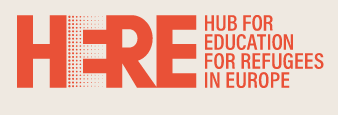 HERE
HUB FOR
EDUCATION
FOR REFUGEES
IN EUROPE